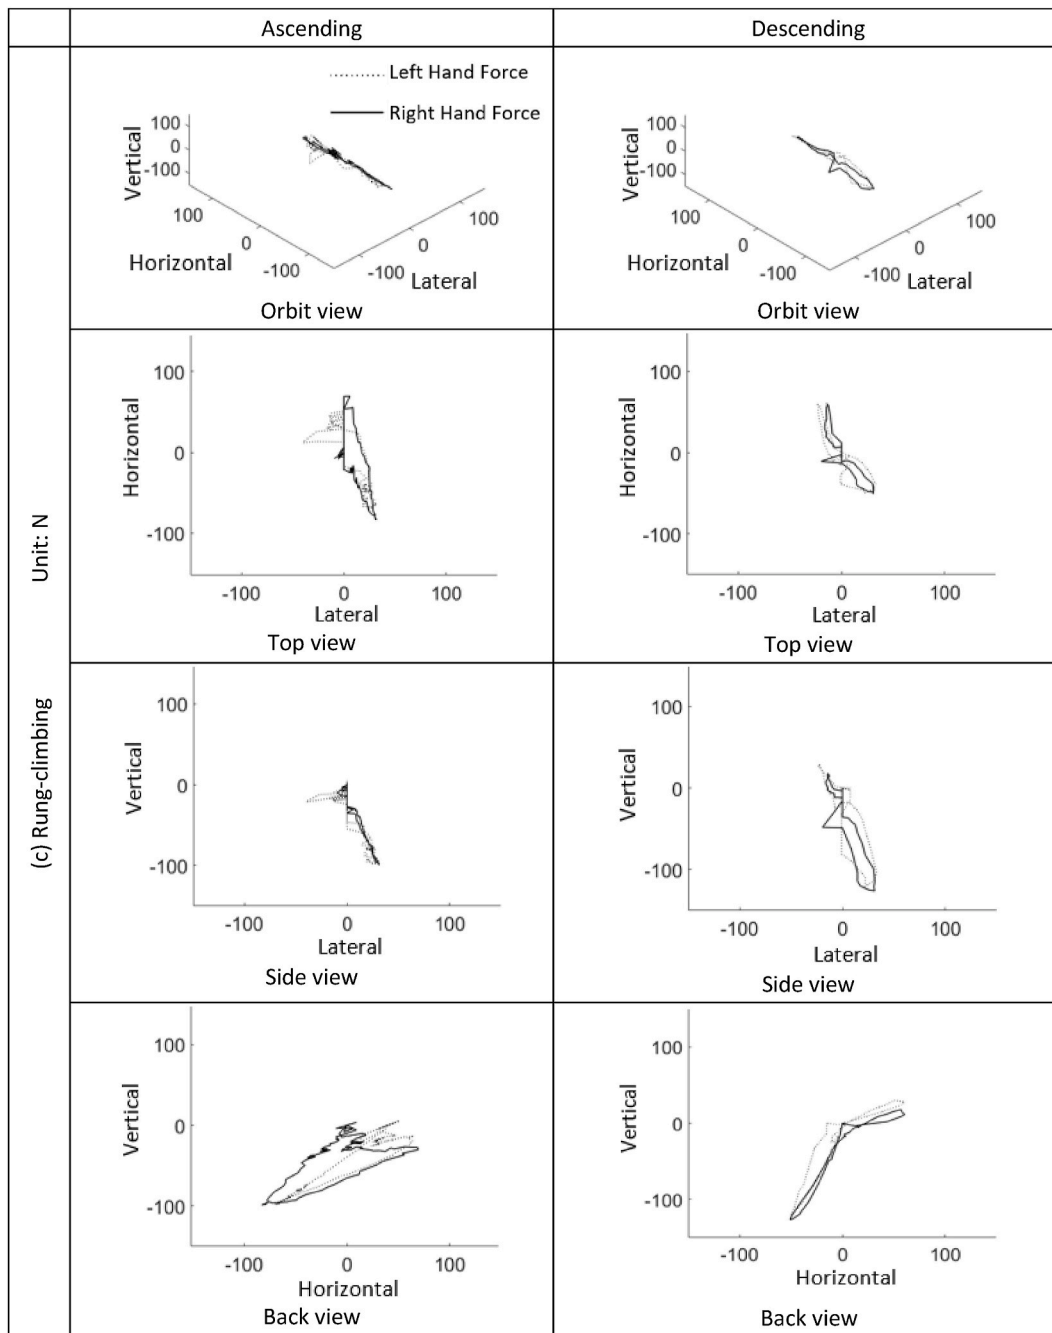 Ascending
Descending
Unit: N
(c) Rung-climbing
Left Hand Force
Right Hand Force
Vertical
100
0
-100
100
0
-100
Horizontal
-100
0
100
Lateral
Orbit view
Vertical
100
0
-100
100
0
-100
Horizontal
-100
0
100
Lateral
Orbit view
Horizontal
100
0
-100
-100
0
100
Lateral
Top view
Horizontal
100
0
-100
-100
0
100
Lateral
Top view
Vertical
100
0
-100
-100
0
100
Lateral
Side view
Vertical
100
0
-100
-100
0
100
Lateral
Side view
Vertical
100
0
-100
-100
0
100
Horizontal
Back view
Vertical
100
0
-100
-100
0
100
Horizontal
Back view